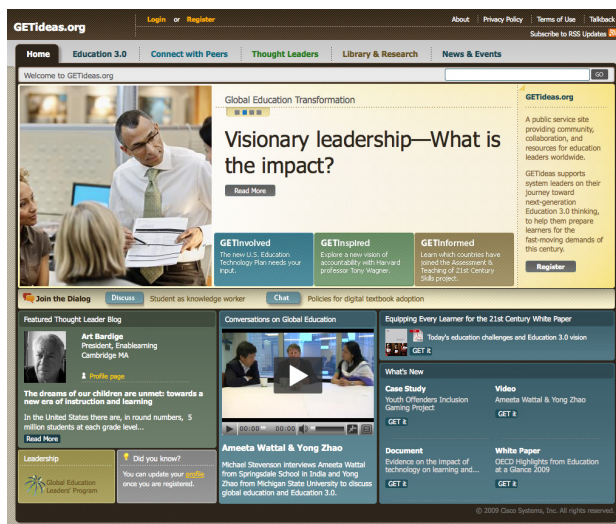 GETideas.org
Login or Register
About Privacy Policy Terms of Use Talkback
Subscribe to RSS Updates
Home Education 3.0 Connect with Peers Thought Leaders Library & Research News & Events
Welcome to GETideas.org
GO
Global Education Transformation
Visionary leadership—What is
the impact?
Read More
GETInvolved
The new U.S. Education
Technology Plan needs your
input.
GETInspired
Explore a new vision of
accountability with Harvard
professor Tony Wagner.
GETInformed
Learn which countries have
joined the Assessment &
Teaching of 21st Century
Skills project.
GETideas.org
A public service site
providing community,
collaboration, and
resources for education
leaders worldwide.
GETideas supports
system leaders on their
journey toward
next-generation
Education 3.0 thinking,
to help them prepare
learners for the
fast-moving demands of
this century.
Register
Join the Dialog Discuss Student as knowledge worker Chat Policies for digital textbook adoption
Featured Thought Leader Blog
Art Bardige
President, Enablearning
Cambridge MA
Profile page
The dreams of our children are unmet: towards a
new era of instruction and learning
In the United States there are, in round numbers, 5
million students at each grade level...
Read More
Leadership
Global Education
Leaders' Program
Did you know?
You can update your profile
once you are registered.
Conversations on Global Education
00:00 00:00
Ameeta Wattal & Yong Zhao
Michael Stevenson interviews Ameeta Wattal
from Springsdale School in India and Yong
Zhao from Michigan State University to discuss
global education and Education 3.0.
Equipping Every Learner for the 21st Century White Paper
Today's education challenges and Education 3.0 vision
GET it
What's New
Case Study
Youth Offenders Inclusion
Gaming Project
GET it
Video
Ameeta Wattal & Yong Zhao
GET it
Document
Evidence on the impact of
technology on learning and...
GET it
White Paper
OECD Highlights from Education
at a Glance 2009
GET it
© 2009 Cisco Systems, Inc. All rights reserved.